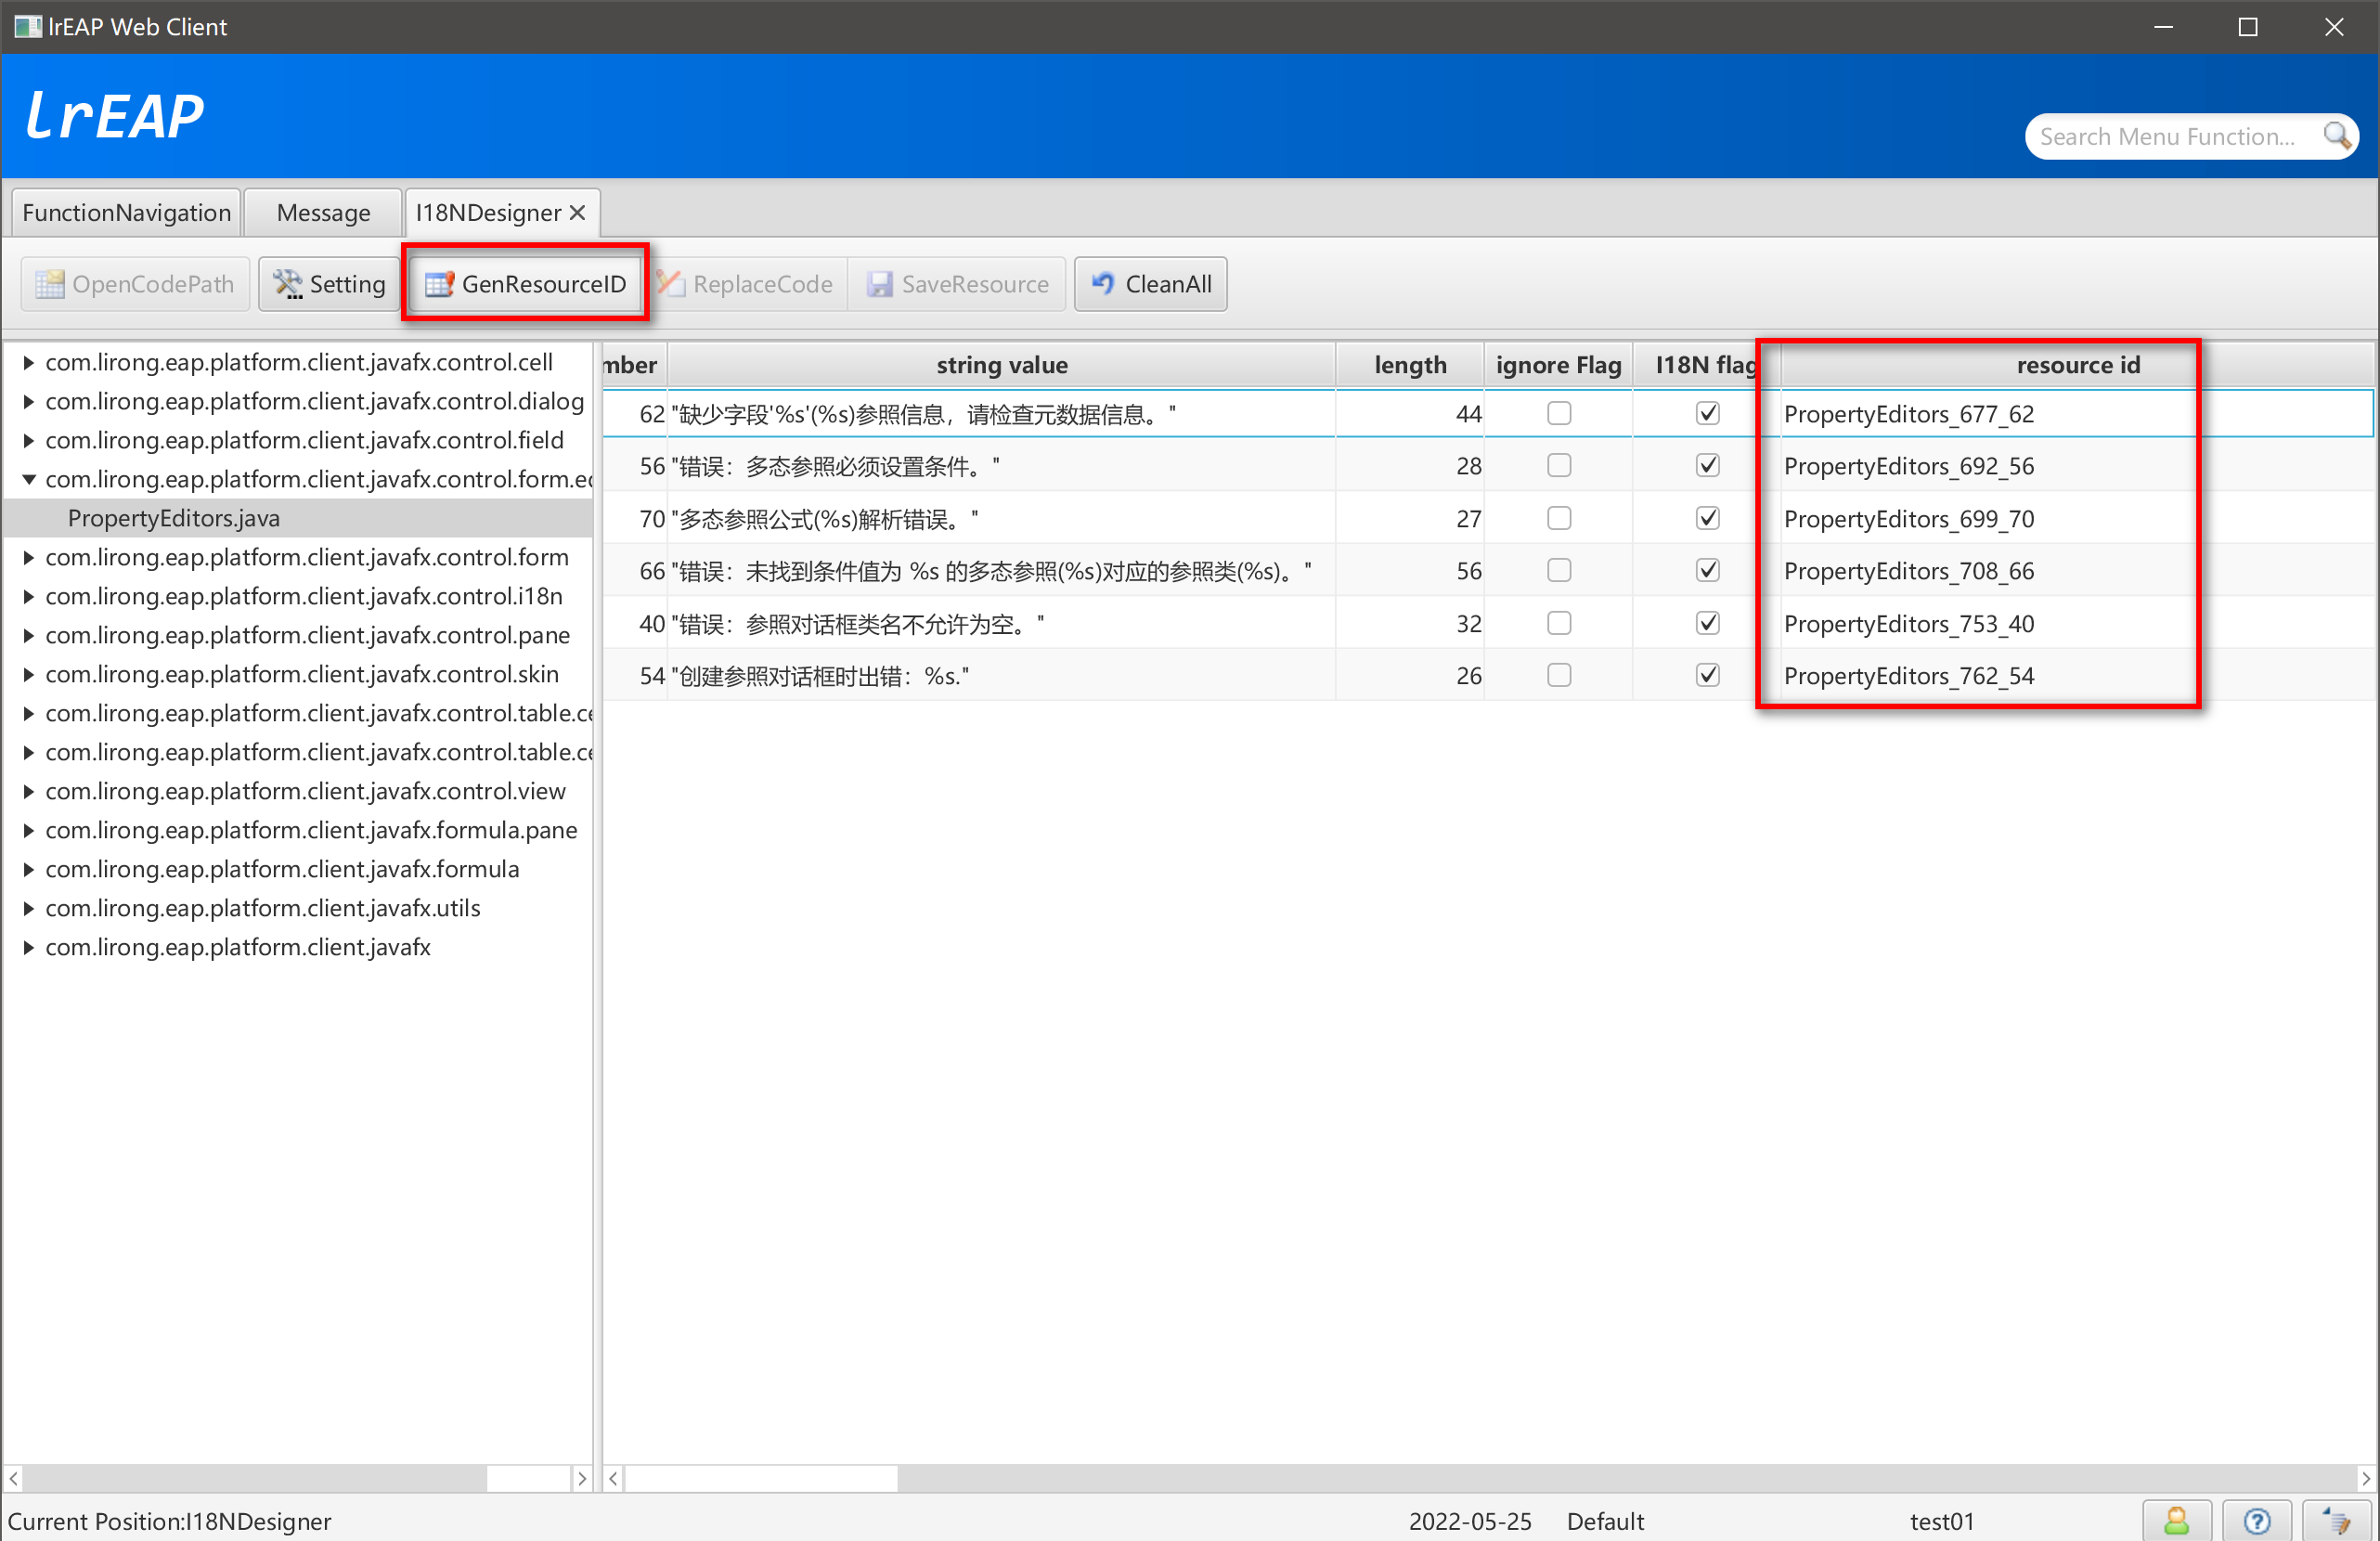 lrEAP Web Client
lrEAP
Search Menu Function...
FunctionNavigation Message I18NDesigner
OpenCodePath Setting GenResourceID ReplaceCode SaveResource CleanAll
com.lirong.eap.platform.client.javafx.control.cell
com.lirong.eap.platform.client.javafx.control.dialog
com.lirong.eap.platform.client.javafx.control.field
com.lirong.eap.platform.client.javafx.control.form.ec
PropertyEditors.java
com.lirong.eap.platform.client.javafx.control.form
com.lirong.eap.platform.client.javafx.control.i18n
com.lirong.eap.platform.client.javafx.control.pane
com.lirong.eap.platform.client.javafx.control.skin
com.lirong.eap.platform.client.javafx.control.table.ce
com.lirong.eap.platform.client.javafx.control.table.ce
com.lirong.eap.platform.client.javafx.control.view
com.lirong.eap.platform.client.javafx.formula.pane
com.lirong.eap.platform.client.javafx.formula
com.lirong.eap.platform.client.javafx.utils
com.lirong.eap.platform.client.javafx
mber string value length ignore Flag I18N flag resource id
62 "缺少字段'%s'(%s)参照信息，请检查元数据信息。" 44 PropertyEditors_677_62
56 "错误：多态参照必须设置条件。" 28 PropertyEditors_692_56
70 "多态参照公式(%s)解析错误。" 27 PropertyEditors_699_70
66 "错误：未找到条件值为 %s 的多态参照(%s)对应的参照类(%s)。" 56 PropertyEditors_708_66
40 "错误：参照对话框类名不允许为空。" 32 PropertyEditors_753_40
54 "创建参照对话框时出错：%s." 26 PropertyEditors_762_54
Current Position:I18NDesigner 2022-05-25 Default test01